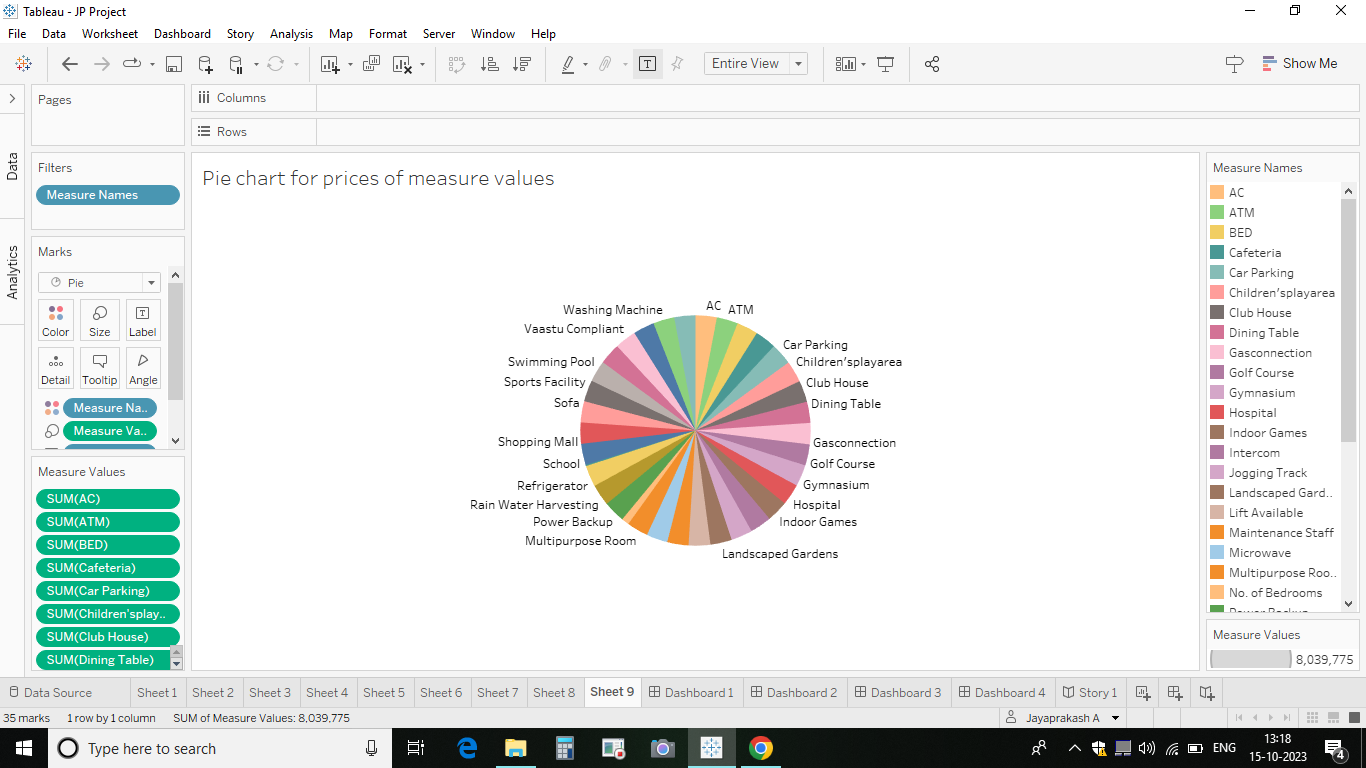 Tableau - JP Project
File Data Worksheet Dashboard Story Analysis Map Format Server Window Help
Entire View
Show Me
Data
Analytics
Pages
Columns
Rows
Filters
Measure Names
Marks
Pie
Color Size Label
Detail Tooltip Angle
Measure Na..
Measure Va..
Measure Values
SUM(AC)
SUM(ATM)
SUM(BED)
SUM(Cafeteria)
SUM(Car Parking)
SUM(Children'splay..
SUM(Club House)
SUM(Dining Table)
Pie chart for prices of measure values
AC
ATM
Car Parking
Children'splayarea
Club House
Dining Table
Gasconnection
Golf Course
Gymnasium
Hospital
Indoor Games
Landscaped Gardens
Multipurpose Room
Power Backup
Rain Water Harvesting
Refrigerator
School
Shopping Mall
Sofa
Sports Facility
Swimming Pool
Vaastu Compliant
Washing Machine
Measure Names
AC
ATM
BED
Cafeteria
Car Parking
Children'splayarea
Club House
Dining Table
Gasconnection
Golf Course
Gymnasium
Hospital
Indoor Games
Intercom
Jogging Track
Landscaped Gard..
Lift Available
Maintenance Staff
Microwave
Multipurpose Roo..
No. of Bedrooms
Power Backup
Measure Values
8,039,775
Data Source Sheet 1 Sheet 2 Sheet 3 Sheet 4 Sheet 5 Sheet 6 Sheet 7 Sheet 8 Sheet 9 Dashboard 1 Dashboard 2 Dashboard 3 Dashboard 4 Story 1
35 marks 1 row by 1 column SUM of Measure Values: 8,039,775 Jayaprakash A
Type here to search
ENG
13:18
15-10-2023
4